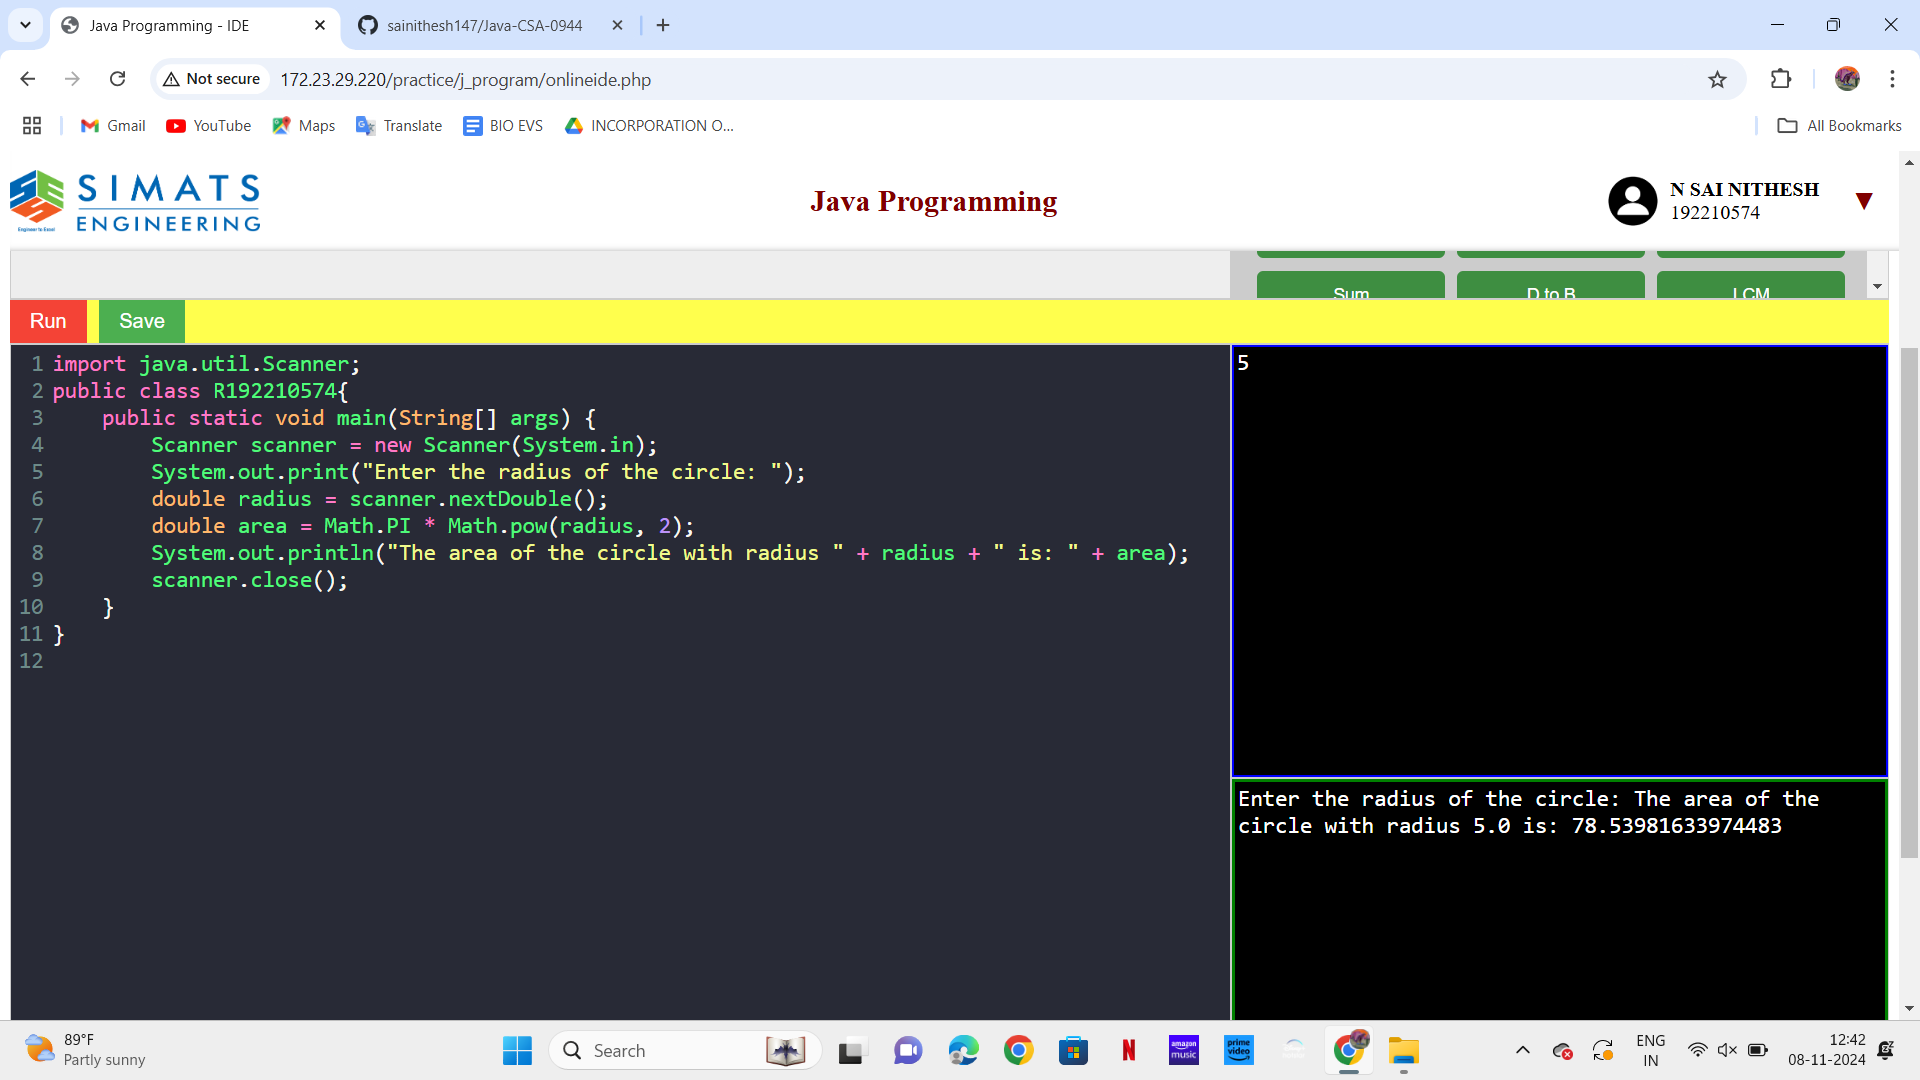 Java Programming - IDE
sainithesh147/Java-CSA-0944
Not secure
172.23.29.220/practice/j_program/onlineide.php
Gmail
YouTube
Maps
Translate
BIO EVS
INCORPORATION O...
All Bookmarks
SIMATS
ENGINEERING
Engineer to Excel
Java Programming
N SAI NITHESH
192210574
Sum
D to B
LCM
Run
Save
1 import java.util.Scanner;
2 public class R192210574{
3     public static void main(String[] args) {
4         Scanner scanner = new Scanner(System.in);
5         System.out.print("Enter the radius of the circle: ");
6         double radius = scanner.nextDouble();
7         double area = Math.PI * Math.pow(radius, 2);
8         System.out.println("The area of the circle with radius " + radius + " is: " + area);
9         scanner.close();
10     }
11 }
12
5
Enter the radius of the circle: The area of the
circle with radius 5.0 is: 78.53981633974483
89°F
Partly sunny
Search
N
amazon
music
prime
video
ENG
IN
12:42
08-11-2024